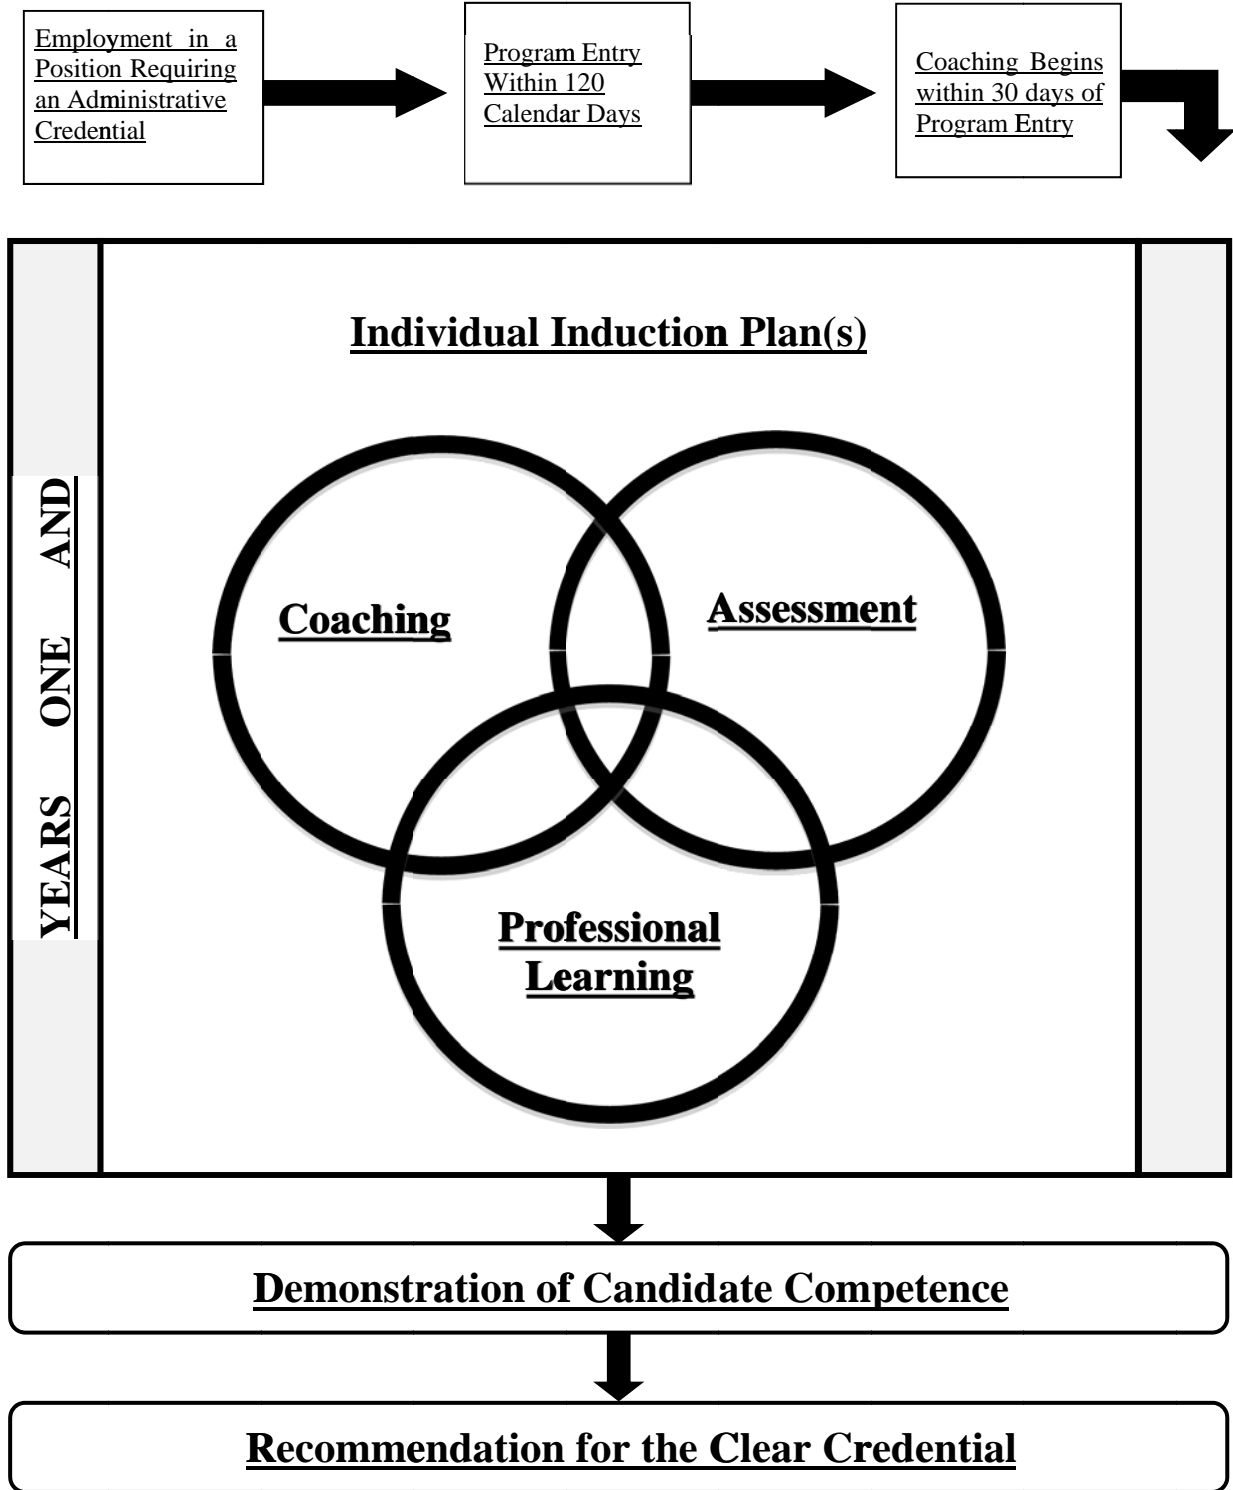 Employment in a
Position Requiring
an Administrative
Credential
Program Entry
Within 120
Calendar Days
Coaching Begins
within 30 days of
Program Entry
Individual Induction Plan(s)
YEARS ONE AND
Coaching
Assessment
Professional
Learning
Demonstration of Candidate Competence
Recommendation for the Clear Credential